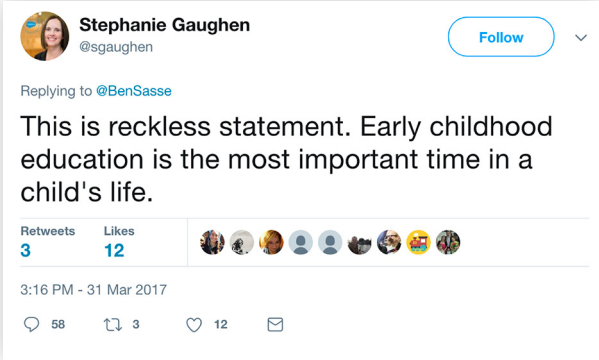 Stephanie Gaughen
@sgaughen
Follow
Replying to @BenSasse
This is reckless statement. Early childhood
education is the most important time in a
child's life.
Retweets Likes
3 12
3:16 PM - 31 Mar 2017
58 3 12